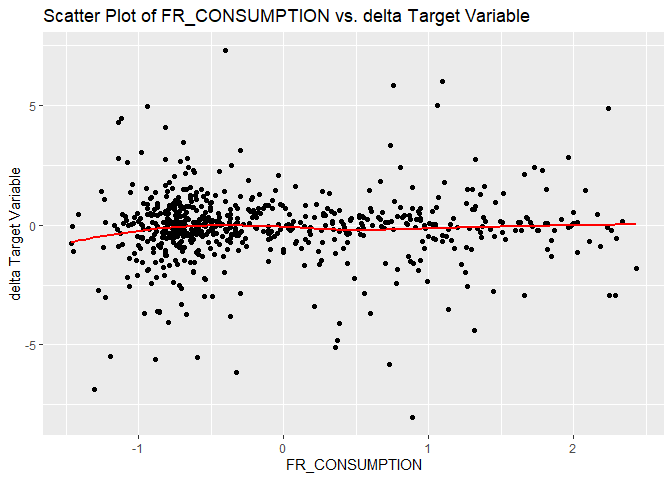 Scatter Plot of FR_CONSUMPTION vs. delta Target Variable
delta Target Variable
5
0
-5
-1
0
1
2
FR_CONSUMPTION